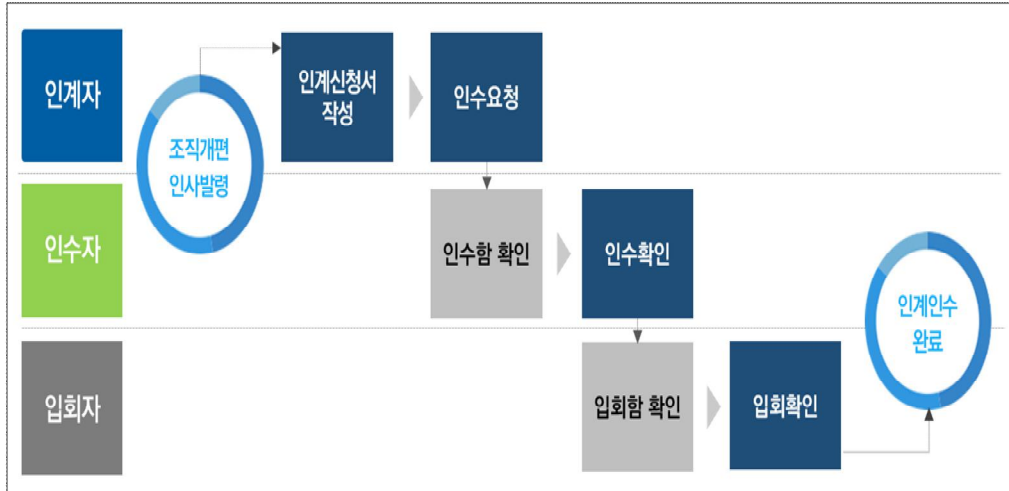 인계자
조직개편
인사발령
인계신청서
작성
인수요청
인수자
인수함 확인
인수확인
인계인수
완료
입회자
입회함 확인
입회확인